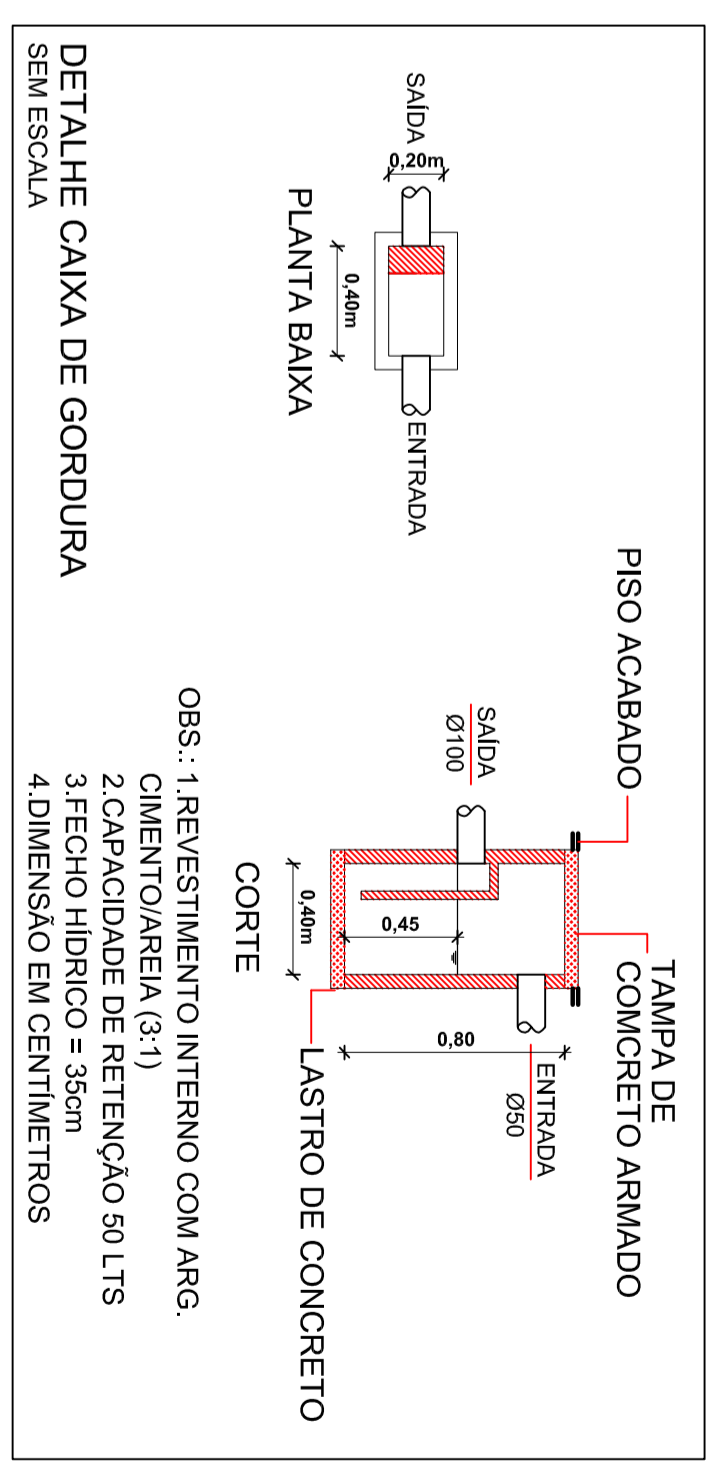 PISO ACABADO
TAMPA DE
COMCRETO ARMADO
SAÍDA
0,20m
ENTRADA
0,40m
PLANTA BAIXA
SAÍDA
Ø100
ENTRADA
Ø50
0,45
0,80
0,40m
LASTRO DE CONCRETO
CORTE
OBS.: 1.REVESTIMENTO INTERNO COM ARG.
CIMENTO/AREIA (3:1)
2.CAPACIDADE DE RETENÇÃO 50 LTS
3.FECHO HÍDRICO = 35cm
4.DIMENSÃO EM CENTÍMETROS
DETALHE CAIXA DE GORDURA
SEM ESCALA